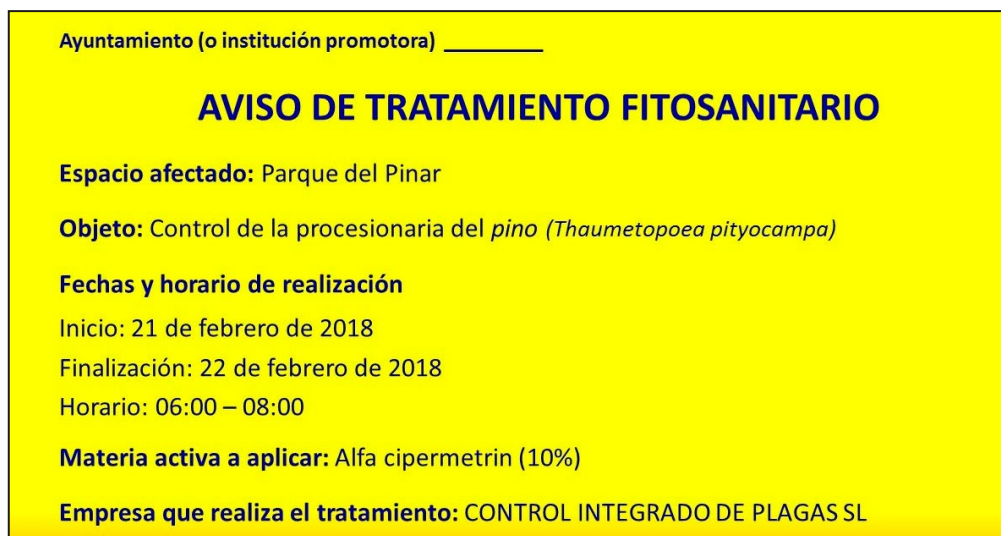 Ayuntamiento (o institución promotora) ________
AVISO DE TRATAMIENTO FITOSANITARIO
Espacio afectado: Parque del Pinar
Objeto: Control de la procesionaria del pino (Thaumetopoea pityocampa)
Fechas y horario de realización
Inicio: 21 de febrero de 2018
Finalización: 22 de febrero de 2018
Horario: 06:00 – 08:00
Materia activa a aplicar: Alfa cipermetrin (10%)
Empresa que realiza el tratamiento: CONTROL INTEGRADO DE PLAGAS SL